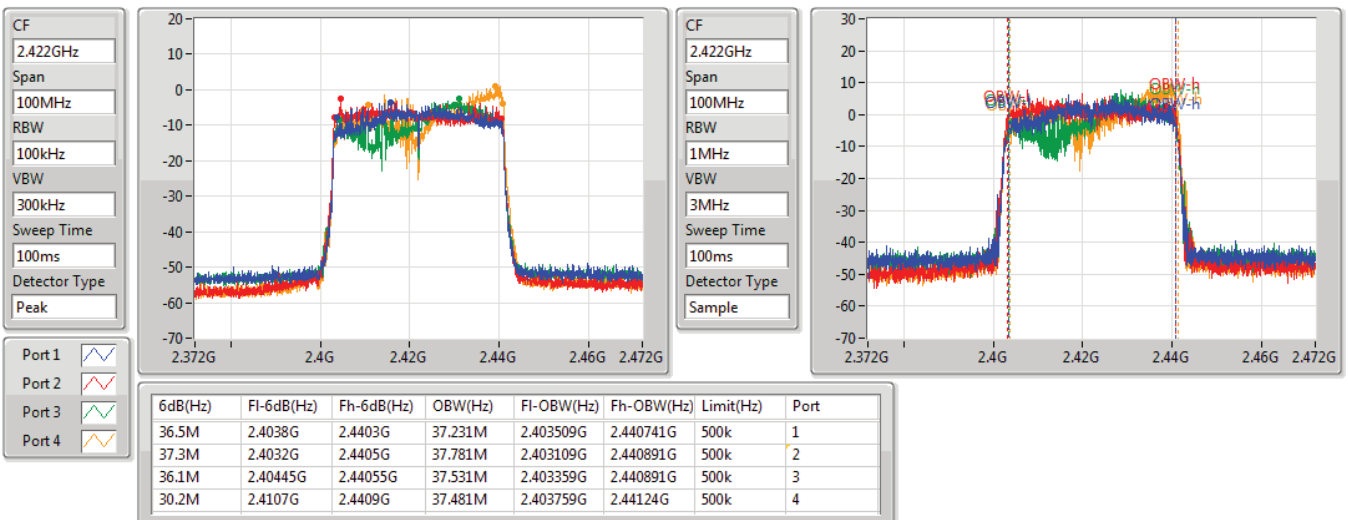 CF
2.422GHz
Span
100MHz
RBW
100kHz
VBW
300kHz
Sweep Time
100ms
Detector Type
Peak
20
10
0
-10
-20
-30
-40
-50
-60
-70
2.372G 2.4G 2.42G 2.44G 2.46G 2.472G
CF
2.422GHz
Span
100MHz
RBW
1MHz
VBW
3MHz
Sweep Time
100ms
Detector Type
Sample
30
20
10
0
-10
-20
-30
-40
-50
-60
-70
OBW-h
OBW-h
2.372G 2.4G 2.42G 2.44G 2.46G 2.472G
Port 1
Port 2
Port 3
Port 4
6dB(Hz) Fl-6dB(Hz) Fh-6dB(Hz) OBW(Hz) Fl-OBW(Hz) Fh-OBW(Hz) Limit(Hz) Port
36.5M 2.4038G 2.4403G 37.231M 2.403509G 2.440741G 500k 1
37.3M 2.4032G 2.4405G 37.781M 2.403109G 2.440891G 500k 2
36.1M 2.40445G 2.44055G 37.531M 2.403359G 2.440891G 500k 3
30.2M 2.4107G 2.4409G 37.481M 2.403759G 2.44124G 500k 4